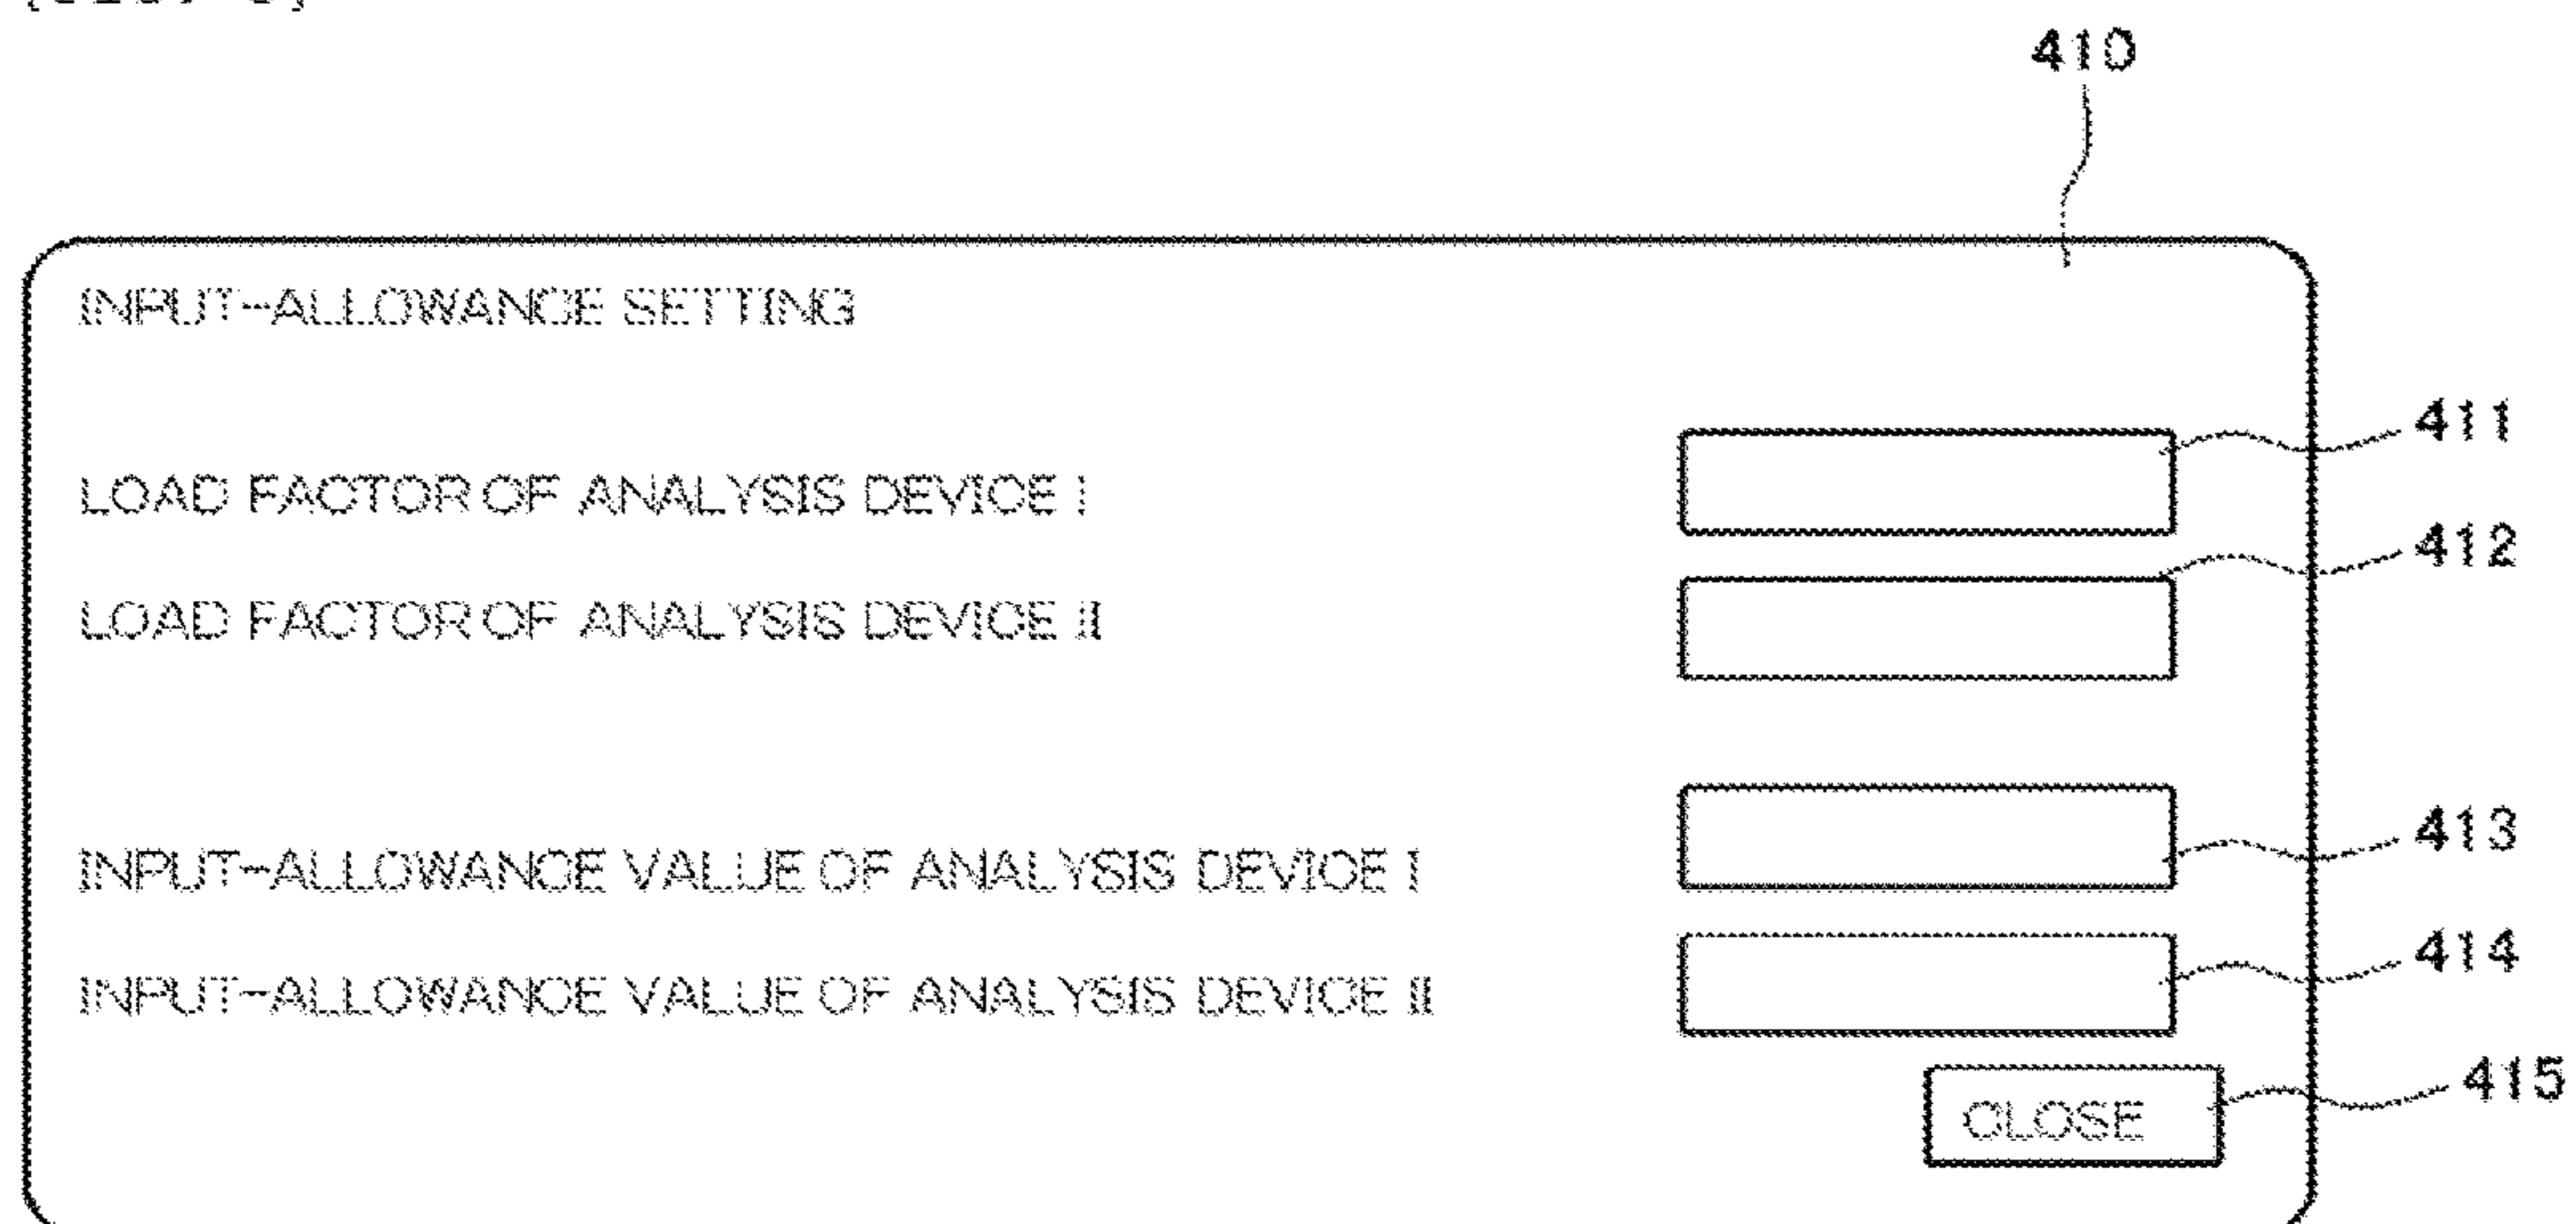 410
INPUT-ALLOWANCE SETTING
411
LOAD FACTOR OF ANALYSIS DEVICE I
412
LOAD FACTOR OF ANALYSIS DEVICE II
413
INPUT-ALLOWANCE VALUE OF ANALYSIS DEVICE I
414
INPUT-ALLOWANCE VALUE OF ANALYSIS DEVICE II
415
CLOSE